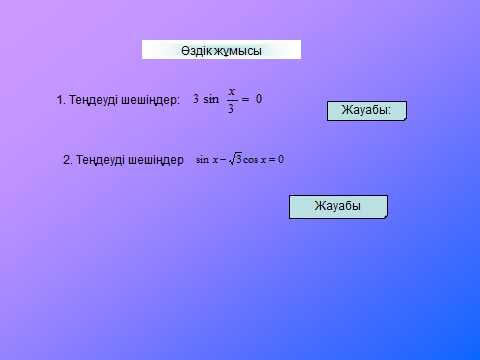 Өздік жұмысы
1. Теңдеуді шешіңдер: 3 sin x/3 = 0
Жауабы:
2. Теңдеуді шешіңдер sin x − √3 cos x = 0
Жауабы